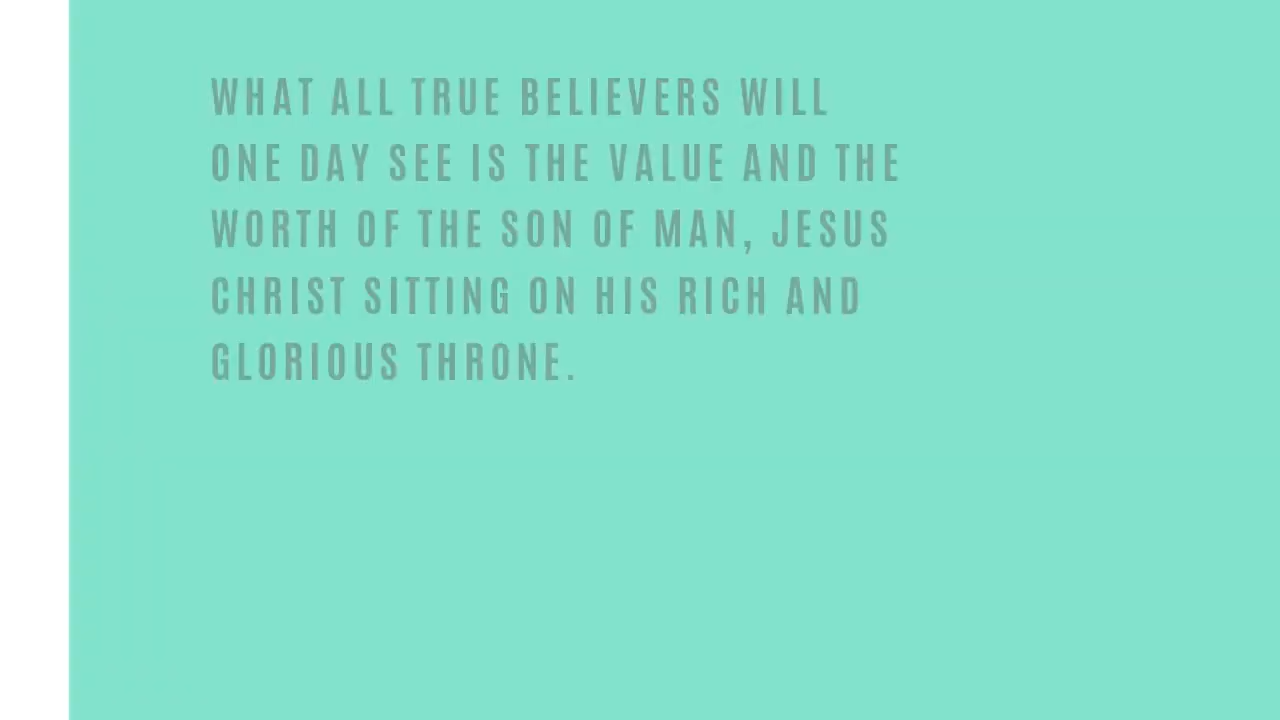 WHAT ALL TRUE BELIEVERS WILL
ONE DAY SEE IS THE VALUE AND THE
WORTH OF THE SON OF MAN, JESUS
CHRIST SITTING ON HIS RICH AND
GLORIOUS THRONE.